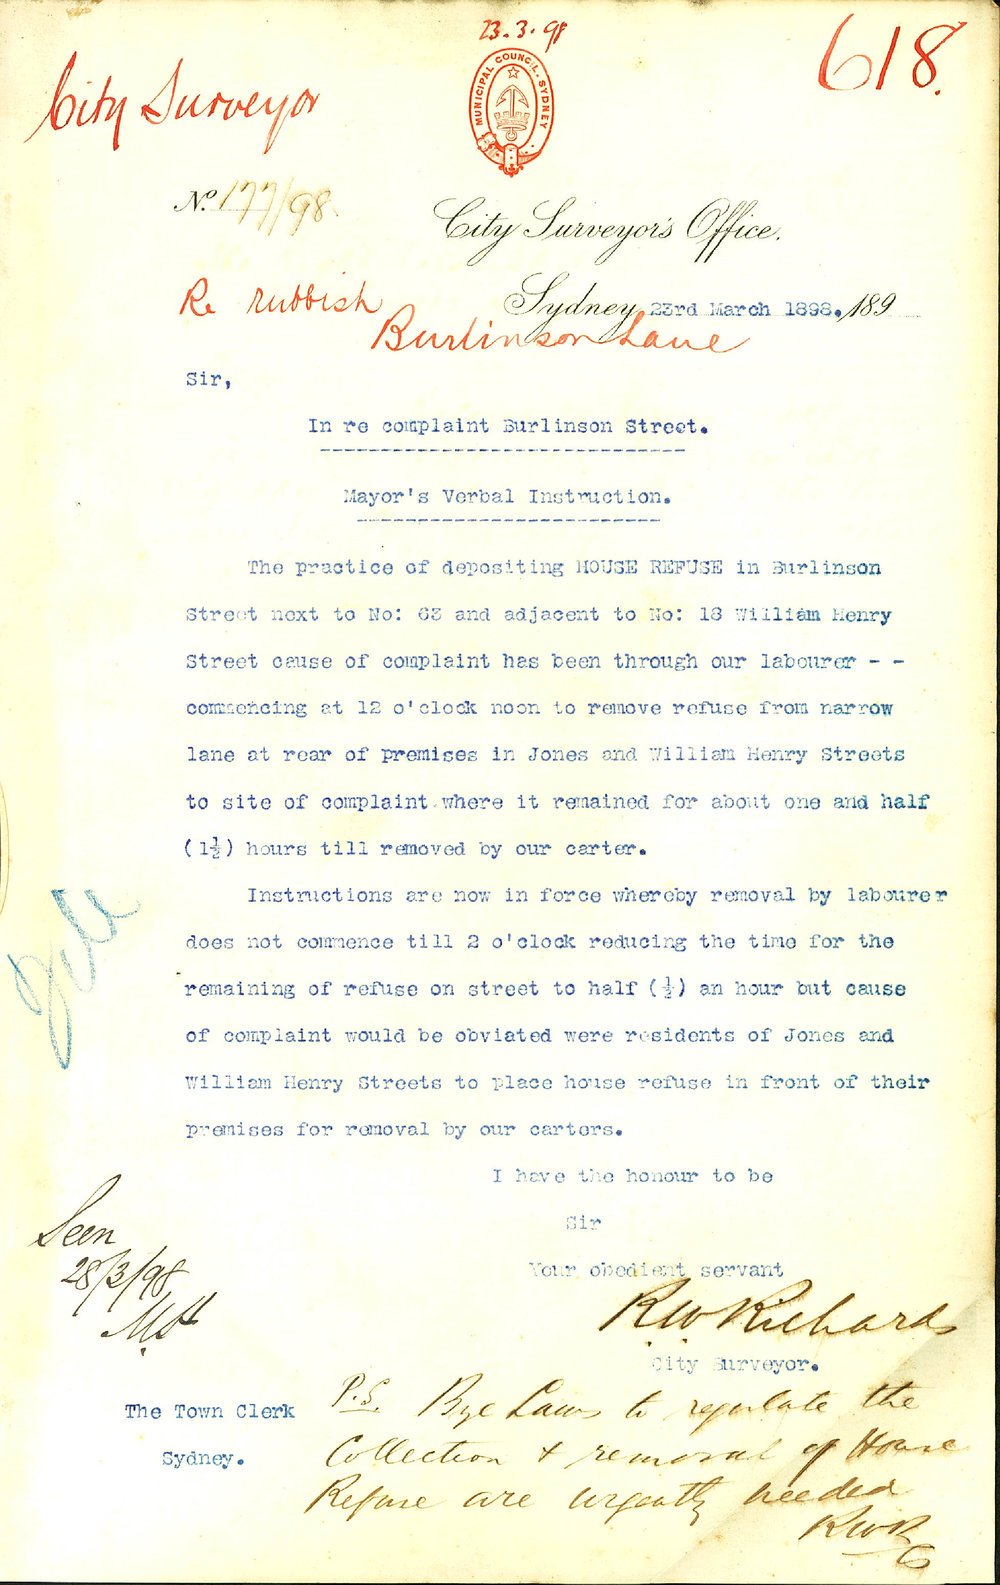 23.3.98
618.
City Surveyor
MUNICIPAL COUNCIL. SYDNEY
No. 177/98
City Surveyor's Office.
Re rubbish
Sydney 23rd March 1898. 189
Burlinson Lane
Sir,
In re complaint Burlinson Street.
Mayor's Verbal Instruction.
The practice of depositing HOUSE REFUSE in Burlinson
Street next to No: 63 and adjacent to No: 18 William Henry
Street cause of complaint has been through our labourer - -
commencing at 12 o'clock noon to remove refuse from narrow
lane at rear of premises in Jones and William Henry Streets
to site of complaint where it remained for about one and half
(1½) hours till removed by our carter.
Instructions are now in force whereby removal by labourer
does not commence till 2 o'clock reducing the time for the
remaining of refuse on street to half (½) an hour but cause
of complaint would be obviated were residents of Jones and
William Henry Streets to place house refuse in front of their
premises for removal by our carters.
I have the honour to be
Sir
Your obedient servant
RW Richards
City Surveyor.
Seen
28/3/98
The Town Clerk
Sydney.
P.S. Bye Laws to regulate the
Collection & removal of House
Refuse are urgently needed
RWR